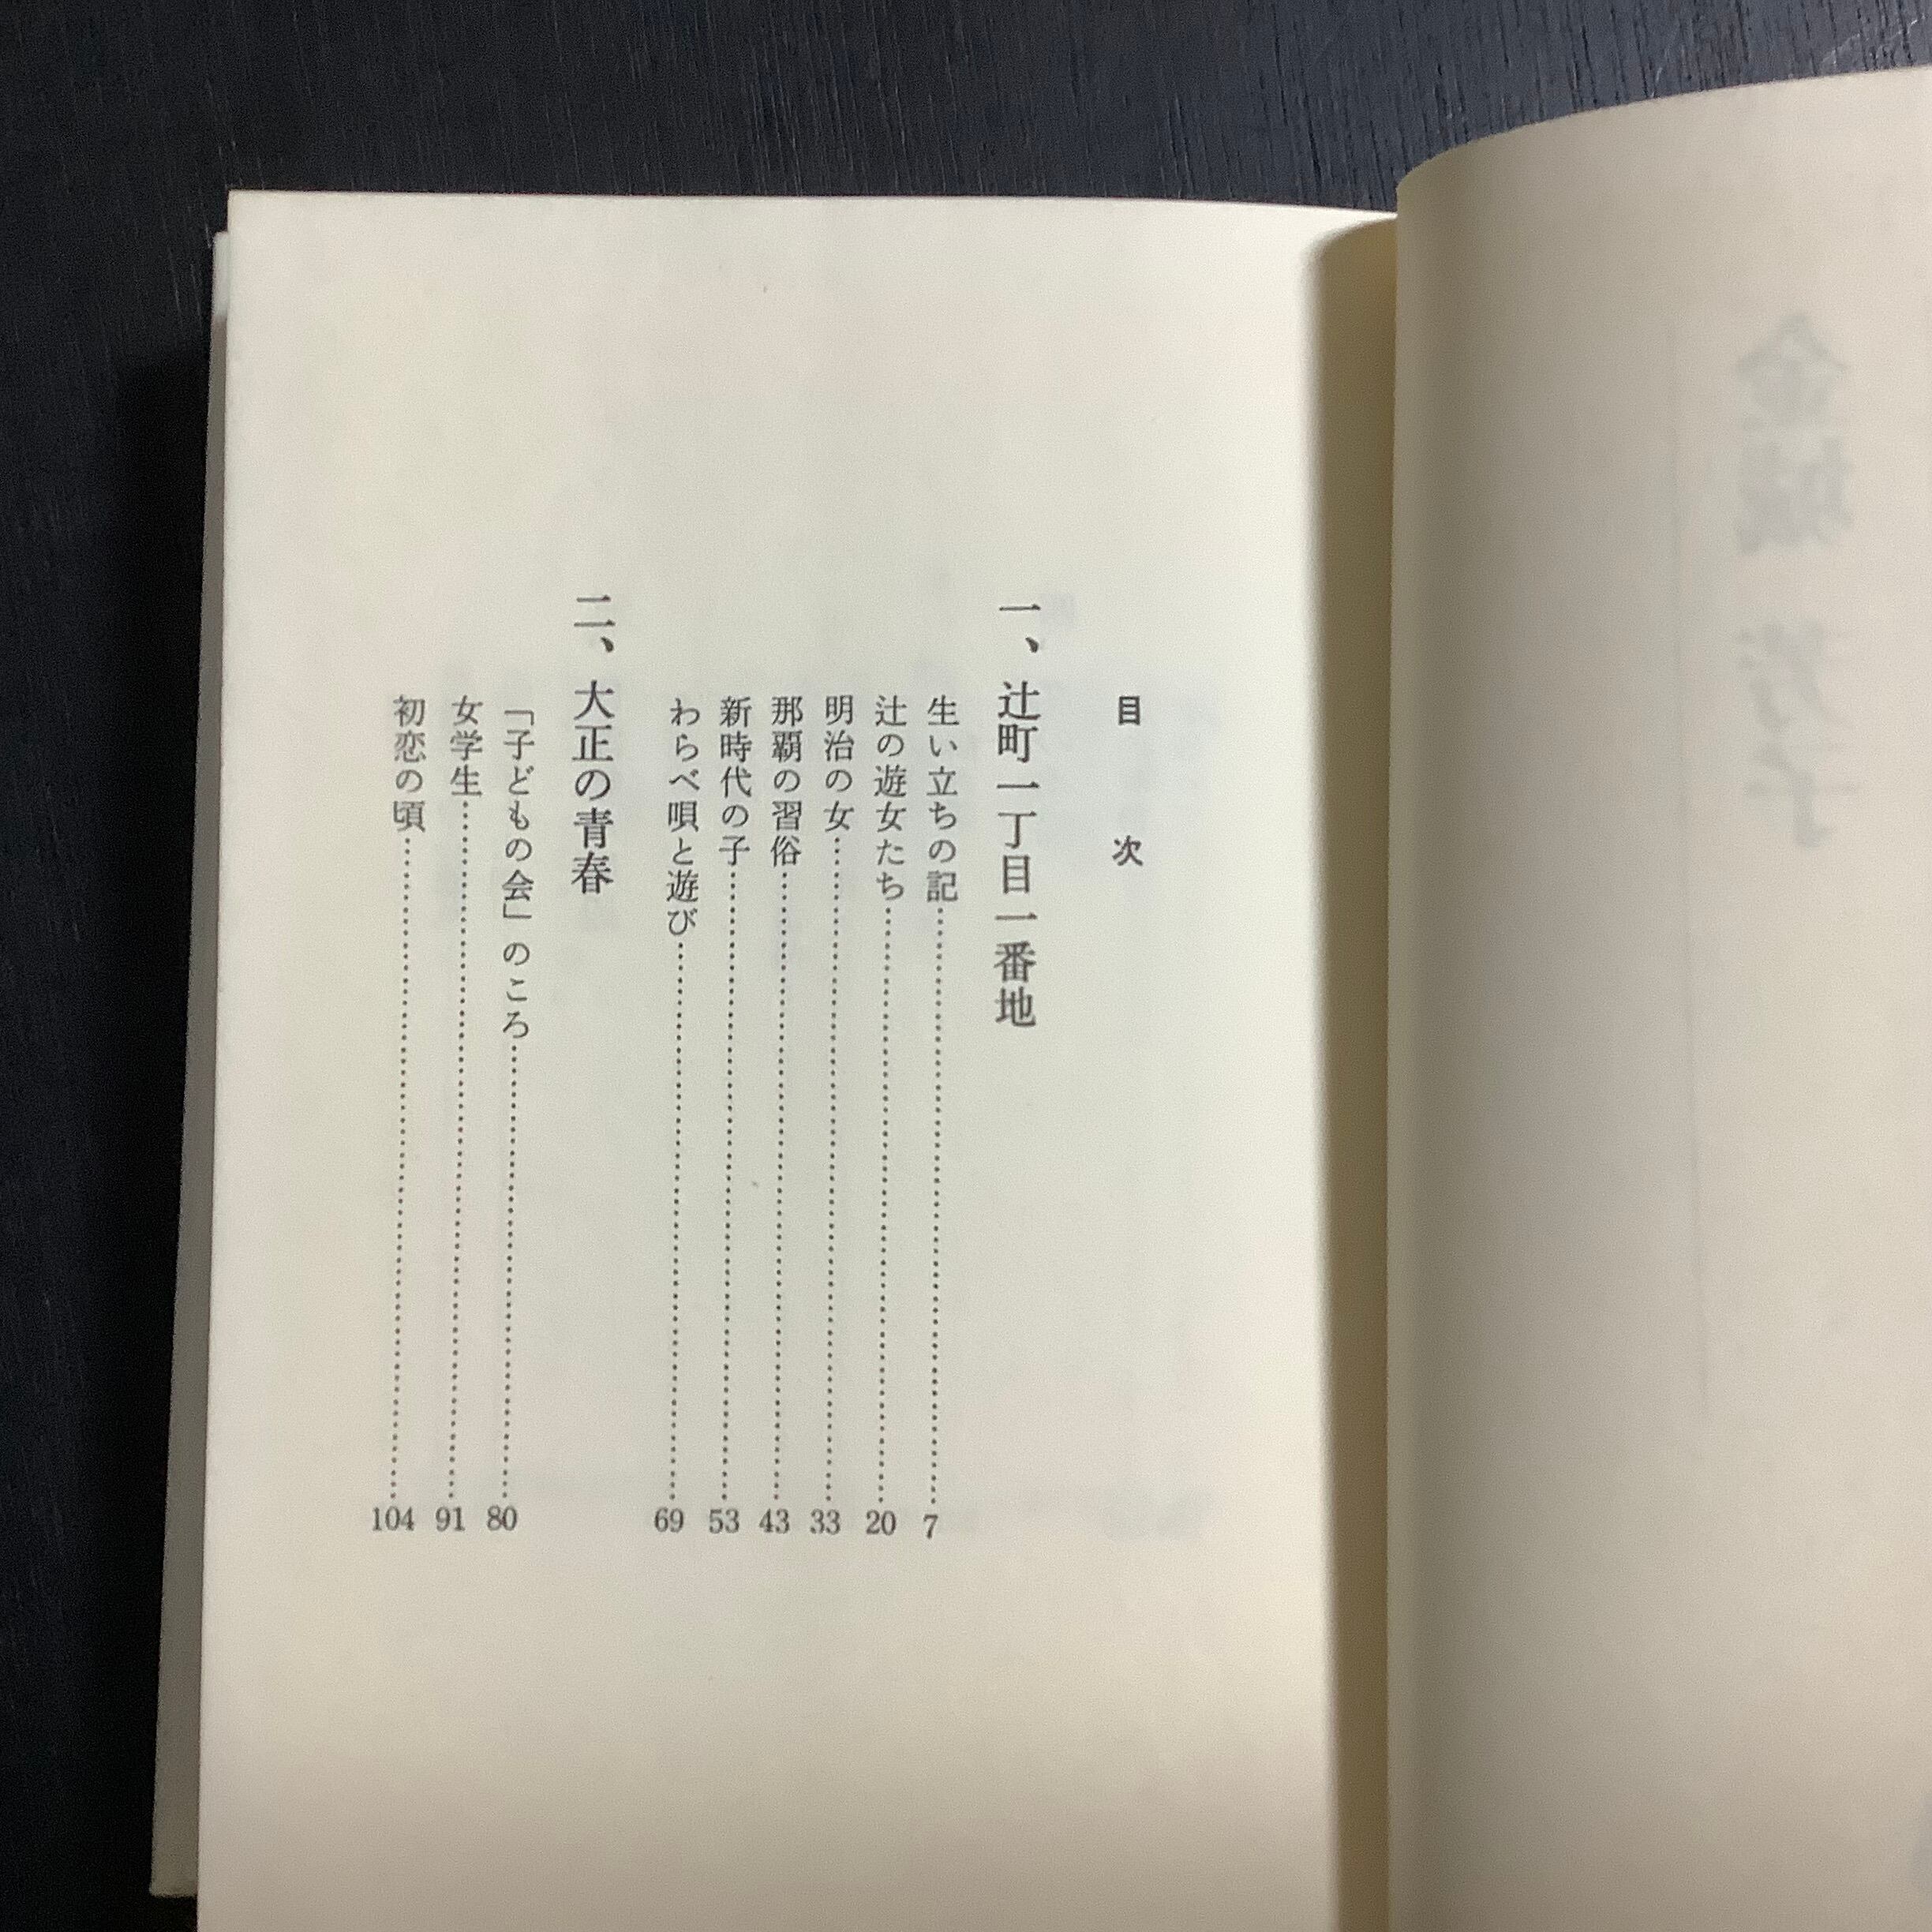 目次
一、辻町一丁目一番地
生い立ちの記……7
辻の遊女たち……20
明治の女……33
那覇の習俗……43
新時代の子……53
わらべ唄と遊び……69
二、大正の青春
「子どもの会」のころ……80
女学生……91
初恋の頃……104